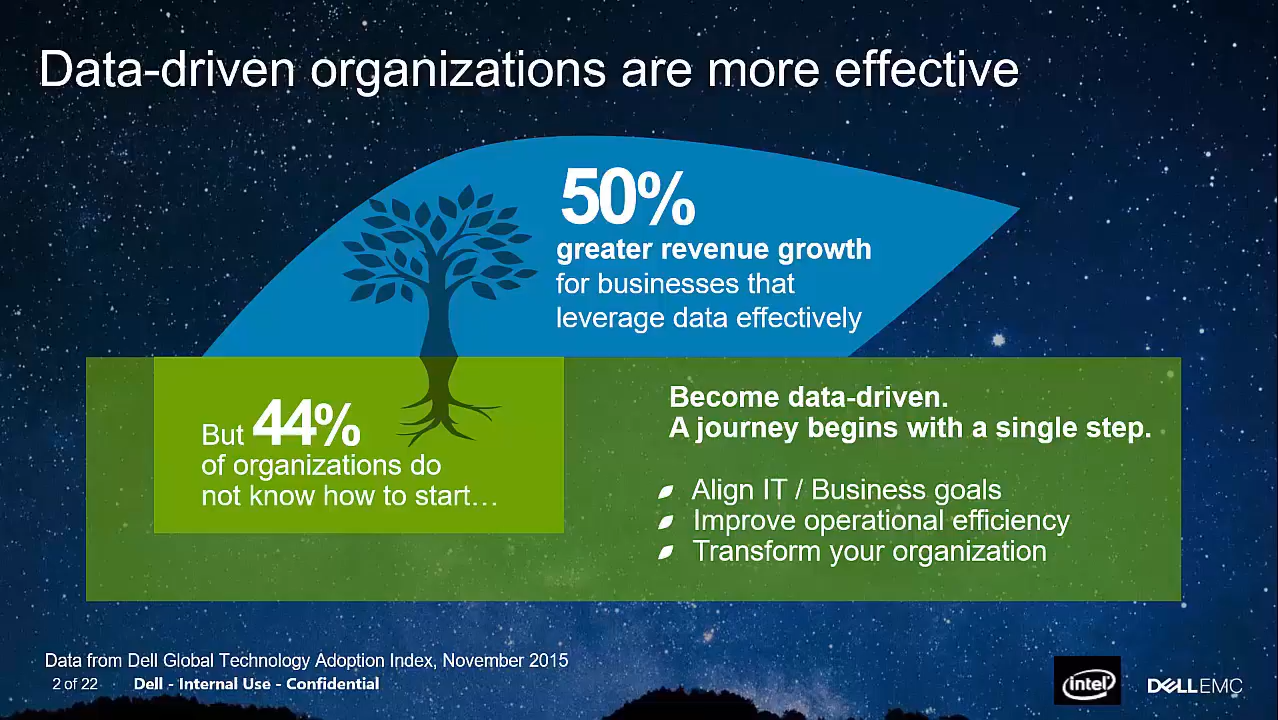 Data-driven organizations are more effective
50%
greater revenue growth
for businesses that
leverage data effectively
But 44%
of organizations do
not know how to start…
Become data-driven.
A journey begins with a single step.
Align IT / Business goals
Improve operational efficiency
Transform your organization
Data from Dell Global Technology Adoption Index, November 2015
2 of 22 Dell - Internal Use - Confidential
intel
DELLEMC